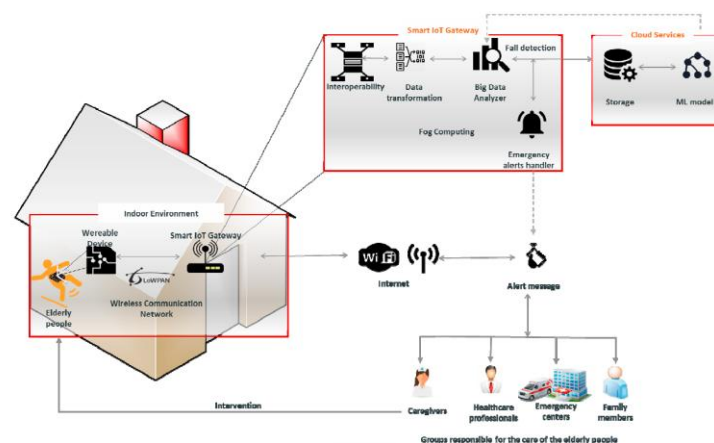 Smart IoT Gateway
Cloud Services
Fall detection
Interoperability
Data
transformation
Big Data
Analyzer
Storage
ML model
Fog Computing
Emergency
alerts handler
Indoor Environment
Wereable
Device
Smart IoT Gateway
6LoWPAN
Elderly
people
Wireless Communication
Network
Wi Fi
Internet
Alert message
Intervention
Caregivers
Healthcare
professionals
Emergency
centers
Family
members
Groups responsible for the care of the elderly people